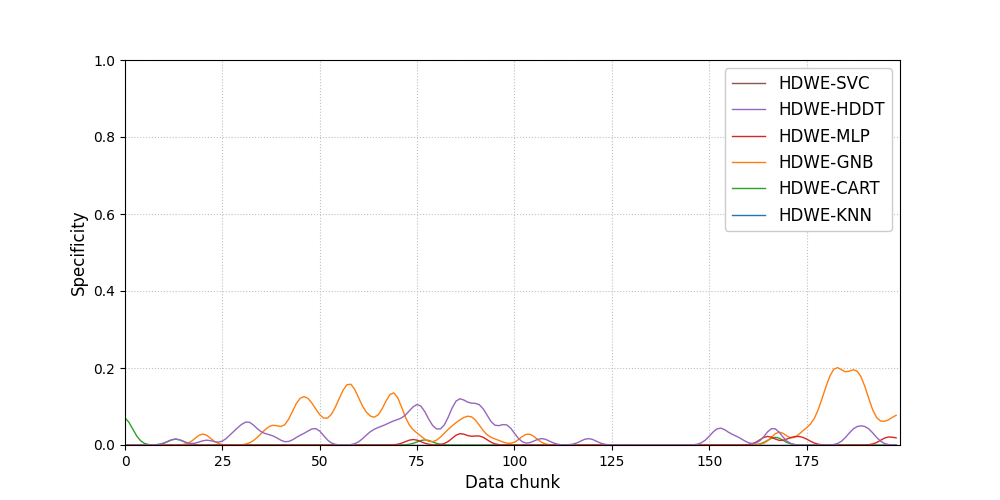 1.0
0.8
0.6
0.4
0.2
0.0
Specificity
0
25
50
75
100
125
150
175
Data chunk
HDWE-SVC
HDWE-HDDT
HDWE-MLP
HDWE-GNB
HDWE-CART
HDWE-KNN